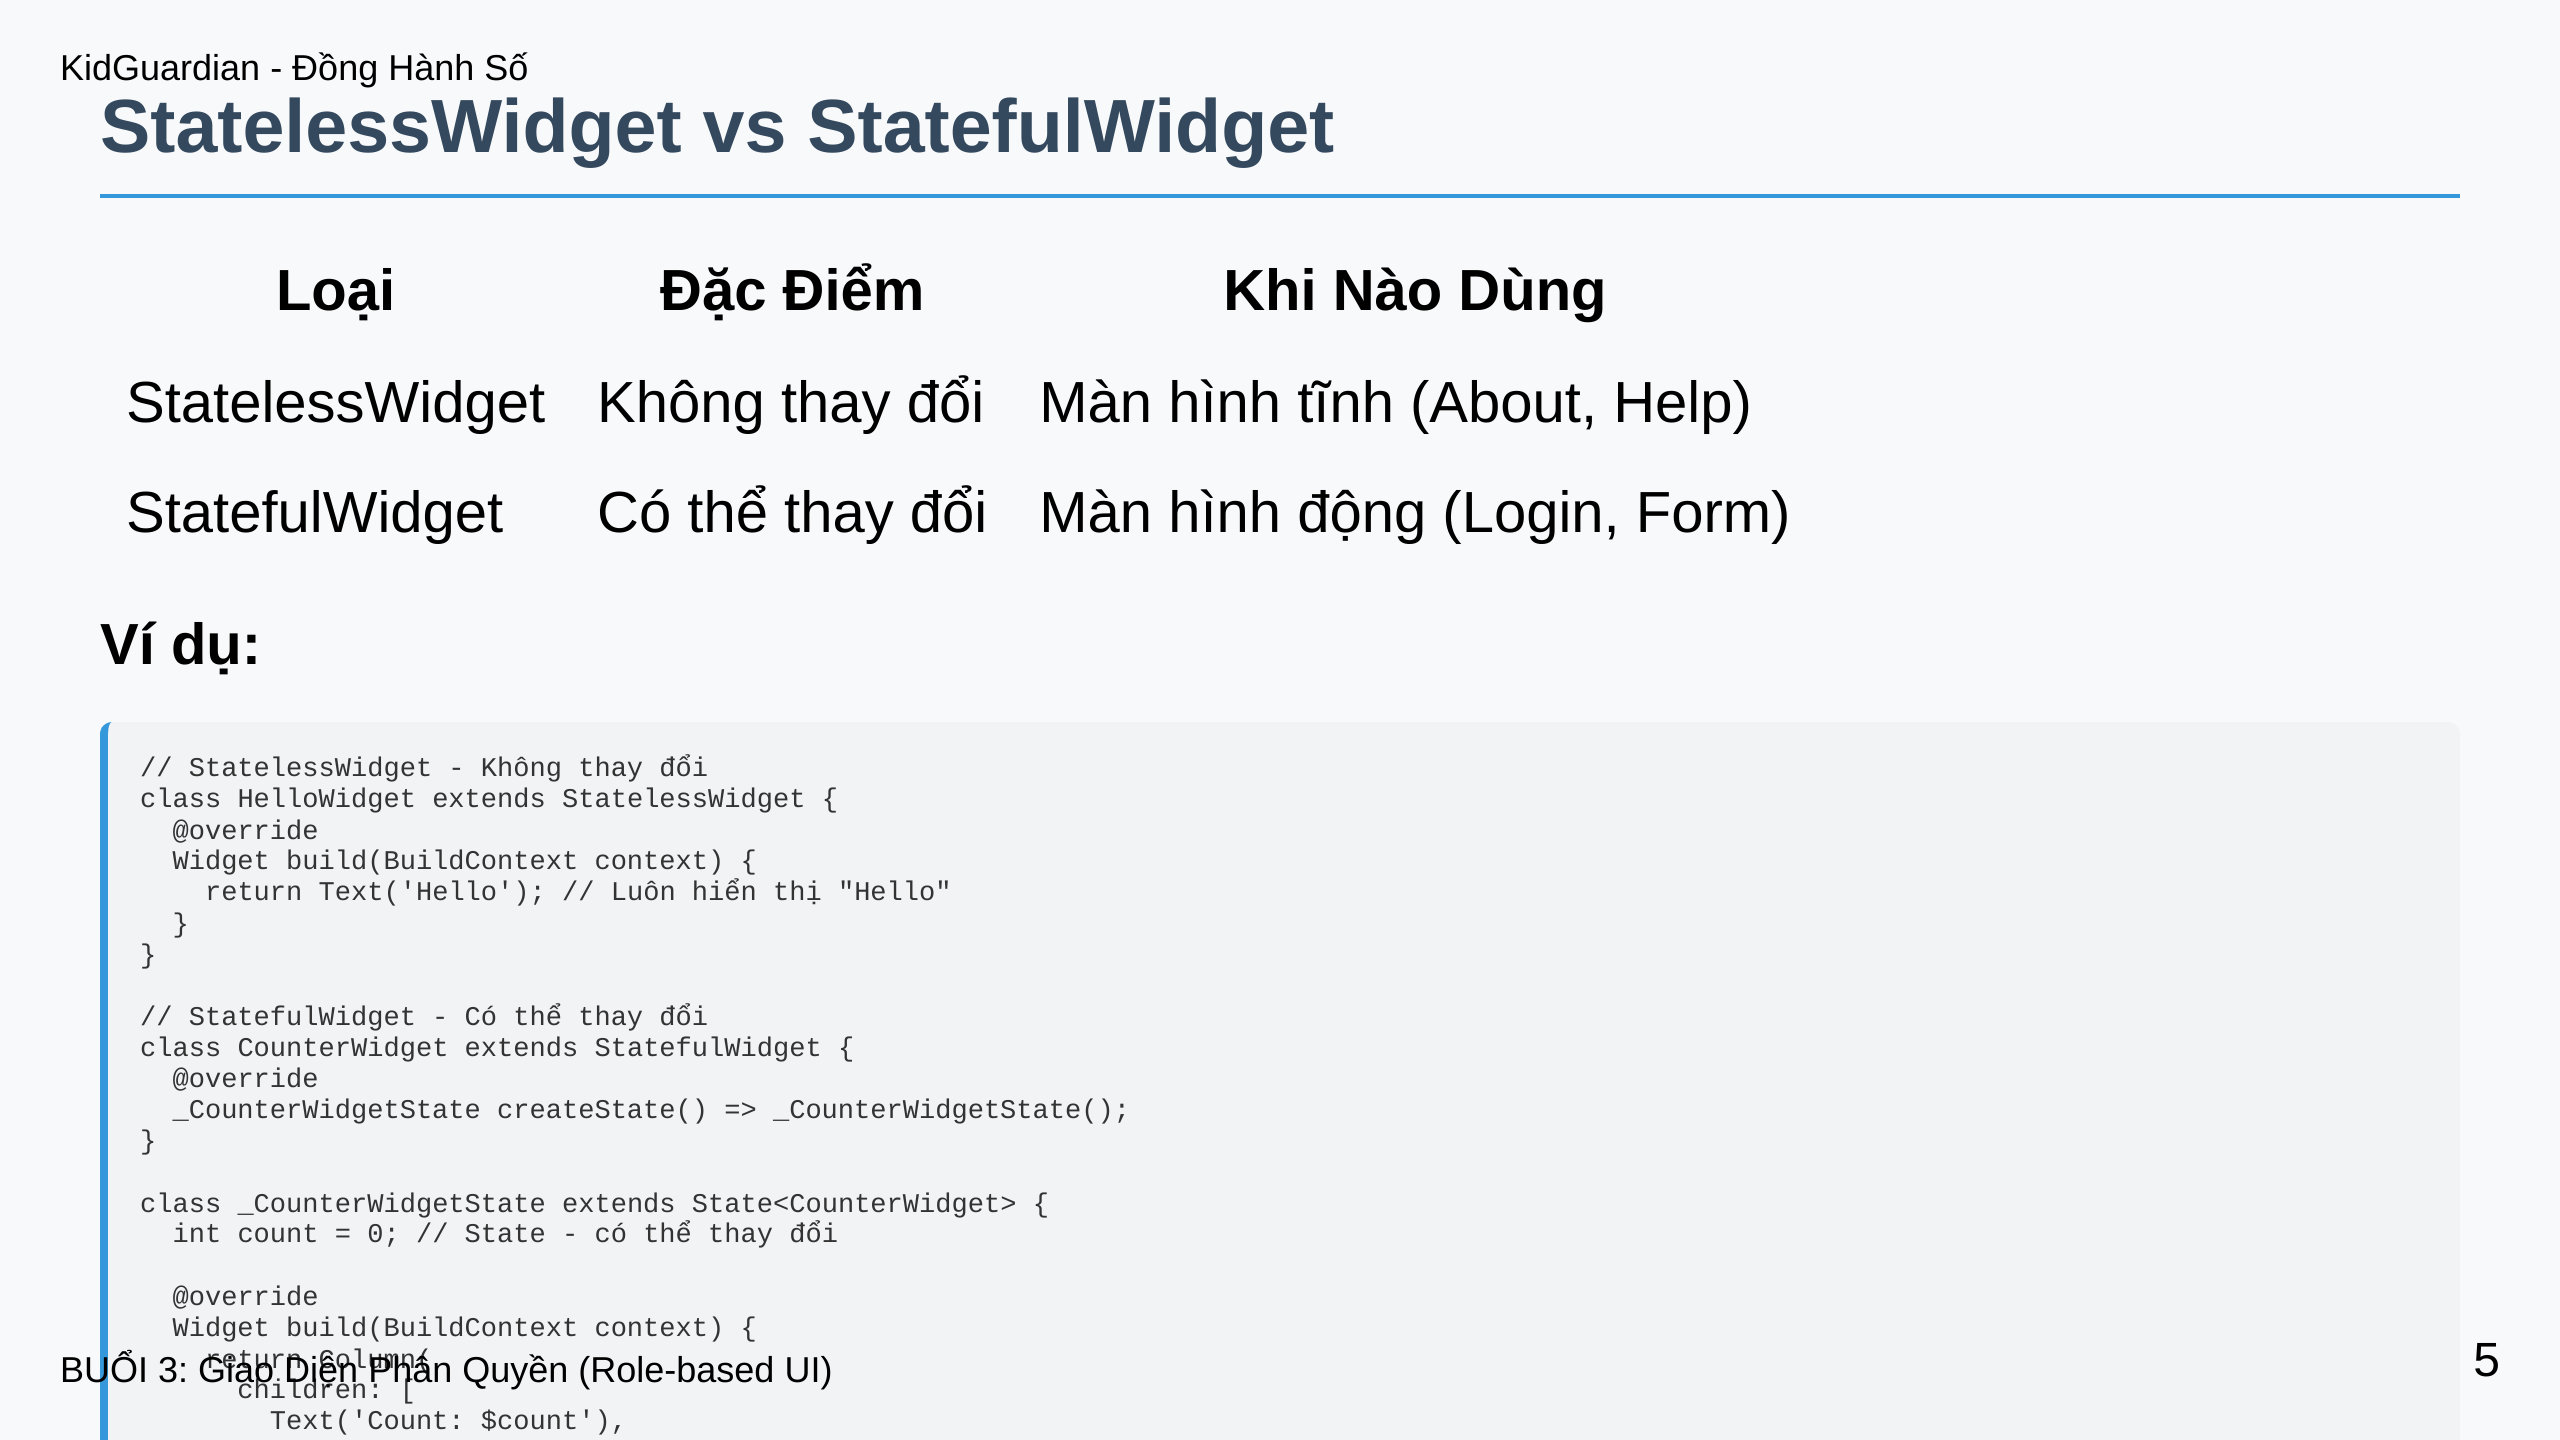 KidGuardian - Đồng Hành Số
StatelessWidget vs StatefulWidget
Loại Đặc Điểm Khi Nào Dùng
StatelessWidget Không thay đổi Màn hình tĩnh (About, Help)
StatefulWidget Có thể thay đổi Màn hình động (Login, Form)
Ví dụ:
// StatelessWidget - Không thay đổi
class HelloWidget extends StatelessWidget {
  @override
  Widget build(BuildContext context) {
    return Text('Hello'); // Luôn hiển thị "Hello"
  }
}
// StatefulWidget - Có thể thay đổi
class CounterWidget extends StatefulWidget {
  @override
  _CounterWidgetState createState() => _CounterWidgetState();
}
class _CounterWidgetState extends State<CounterWidget> {
  int count = 0; // State - có thể thay đổi
  @override
  Widget build(BuildContext context) {
    return Column(
      children: [
        Text('Count: $count'),
BUỔI 3: Giao Diện Phân Quyền (Role-based UI)
5